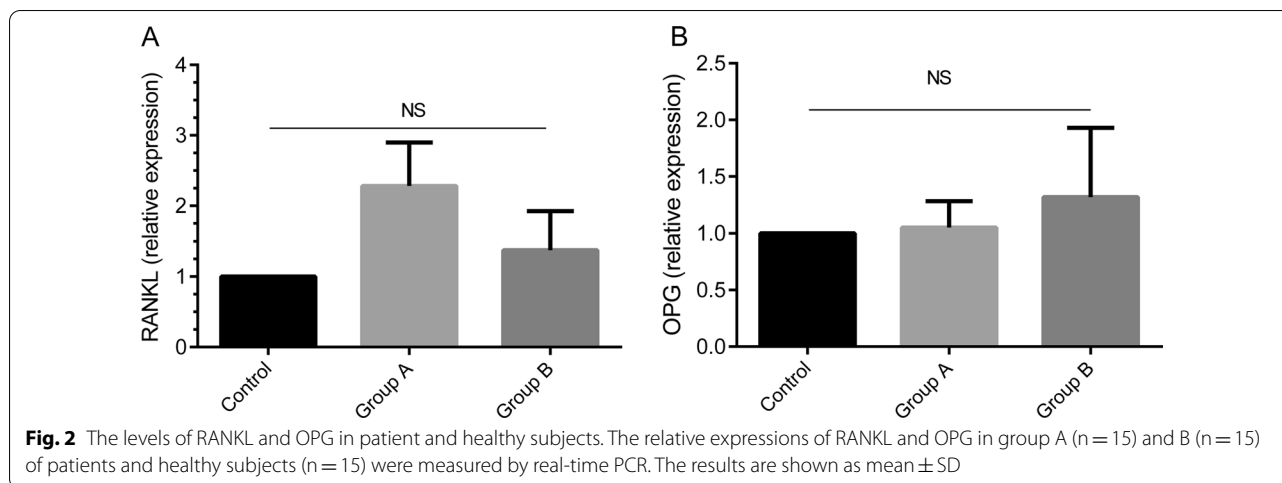 A
RANKL (relative expression)
4
3
2
1
0
NS
Control
Group A
Group B
B
OPG (relative expression)
2.5
2.0
1.5
1.0
0.5
0.0
NS
Control
Group A
Group B
Fig. 2 The levels of RANKL and OPG in patient and healthy subjects. The relative expressions of RANKL and OPG in group A (n = 15) and B (n = 15)
of patients and healthy subjects (n = 15) were measured by real-time PCR. The results are shown as mean ± SD